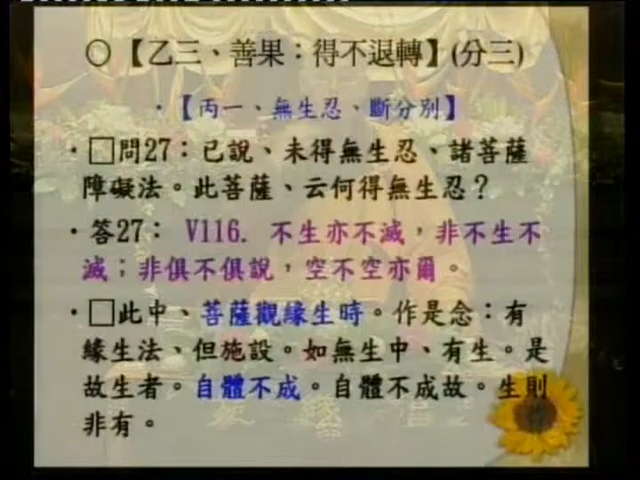 ○【乙三、善果：得不退轉】(分三)
·【丙一、無生忍、斷分別】
·□問27：已說、未得無生忍、諸菩薩
障礙法。此菩薩、云何得無生忍？
·答27： V116. 不生亦不滅，非不生不
滅；非俱不俱說，空不空亦爾。
·□此中、菩薩觀緣生時。作是念：有
緣生法、但施設。如無生中、有生。是
故生者。自體不成。自體不成故。生則
非有。